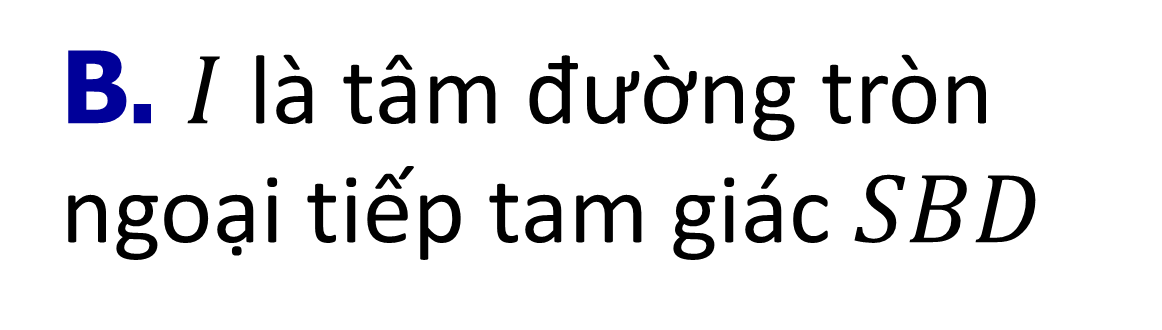 B. I là tâm đường tròn
ngoại tiếp tam giác SBD